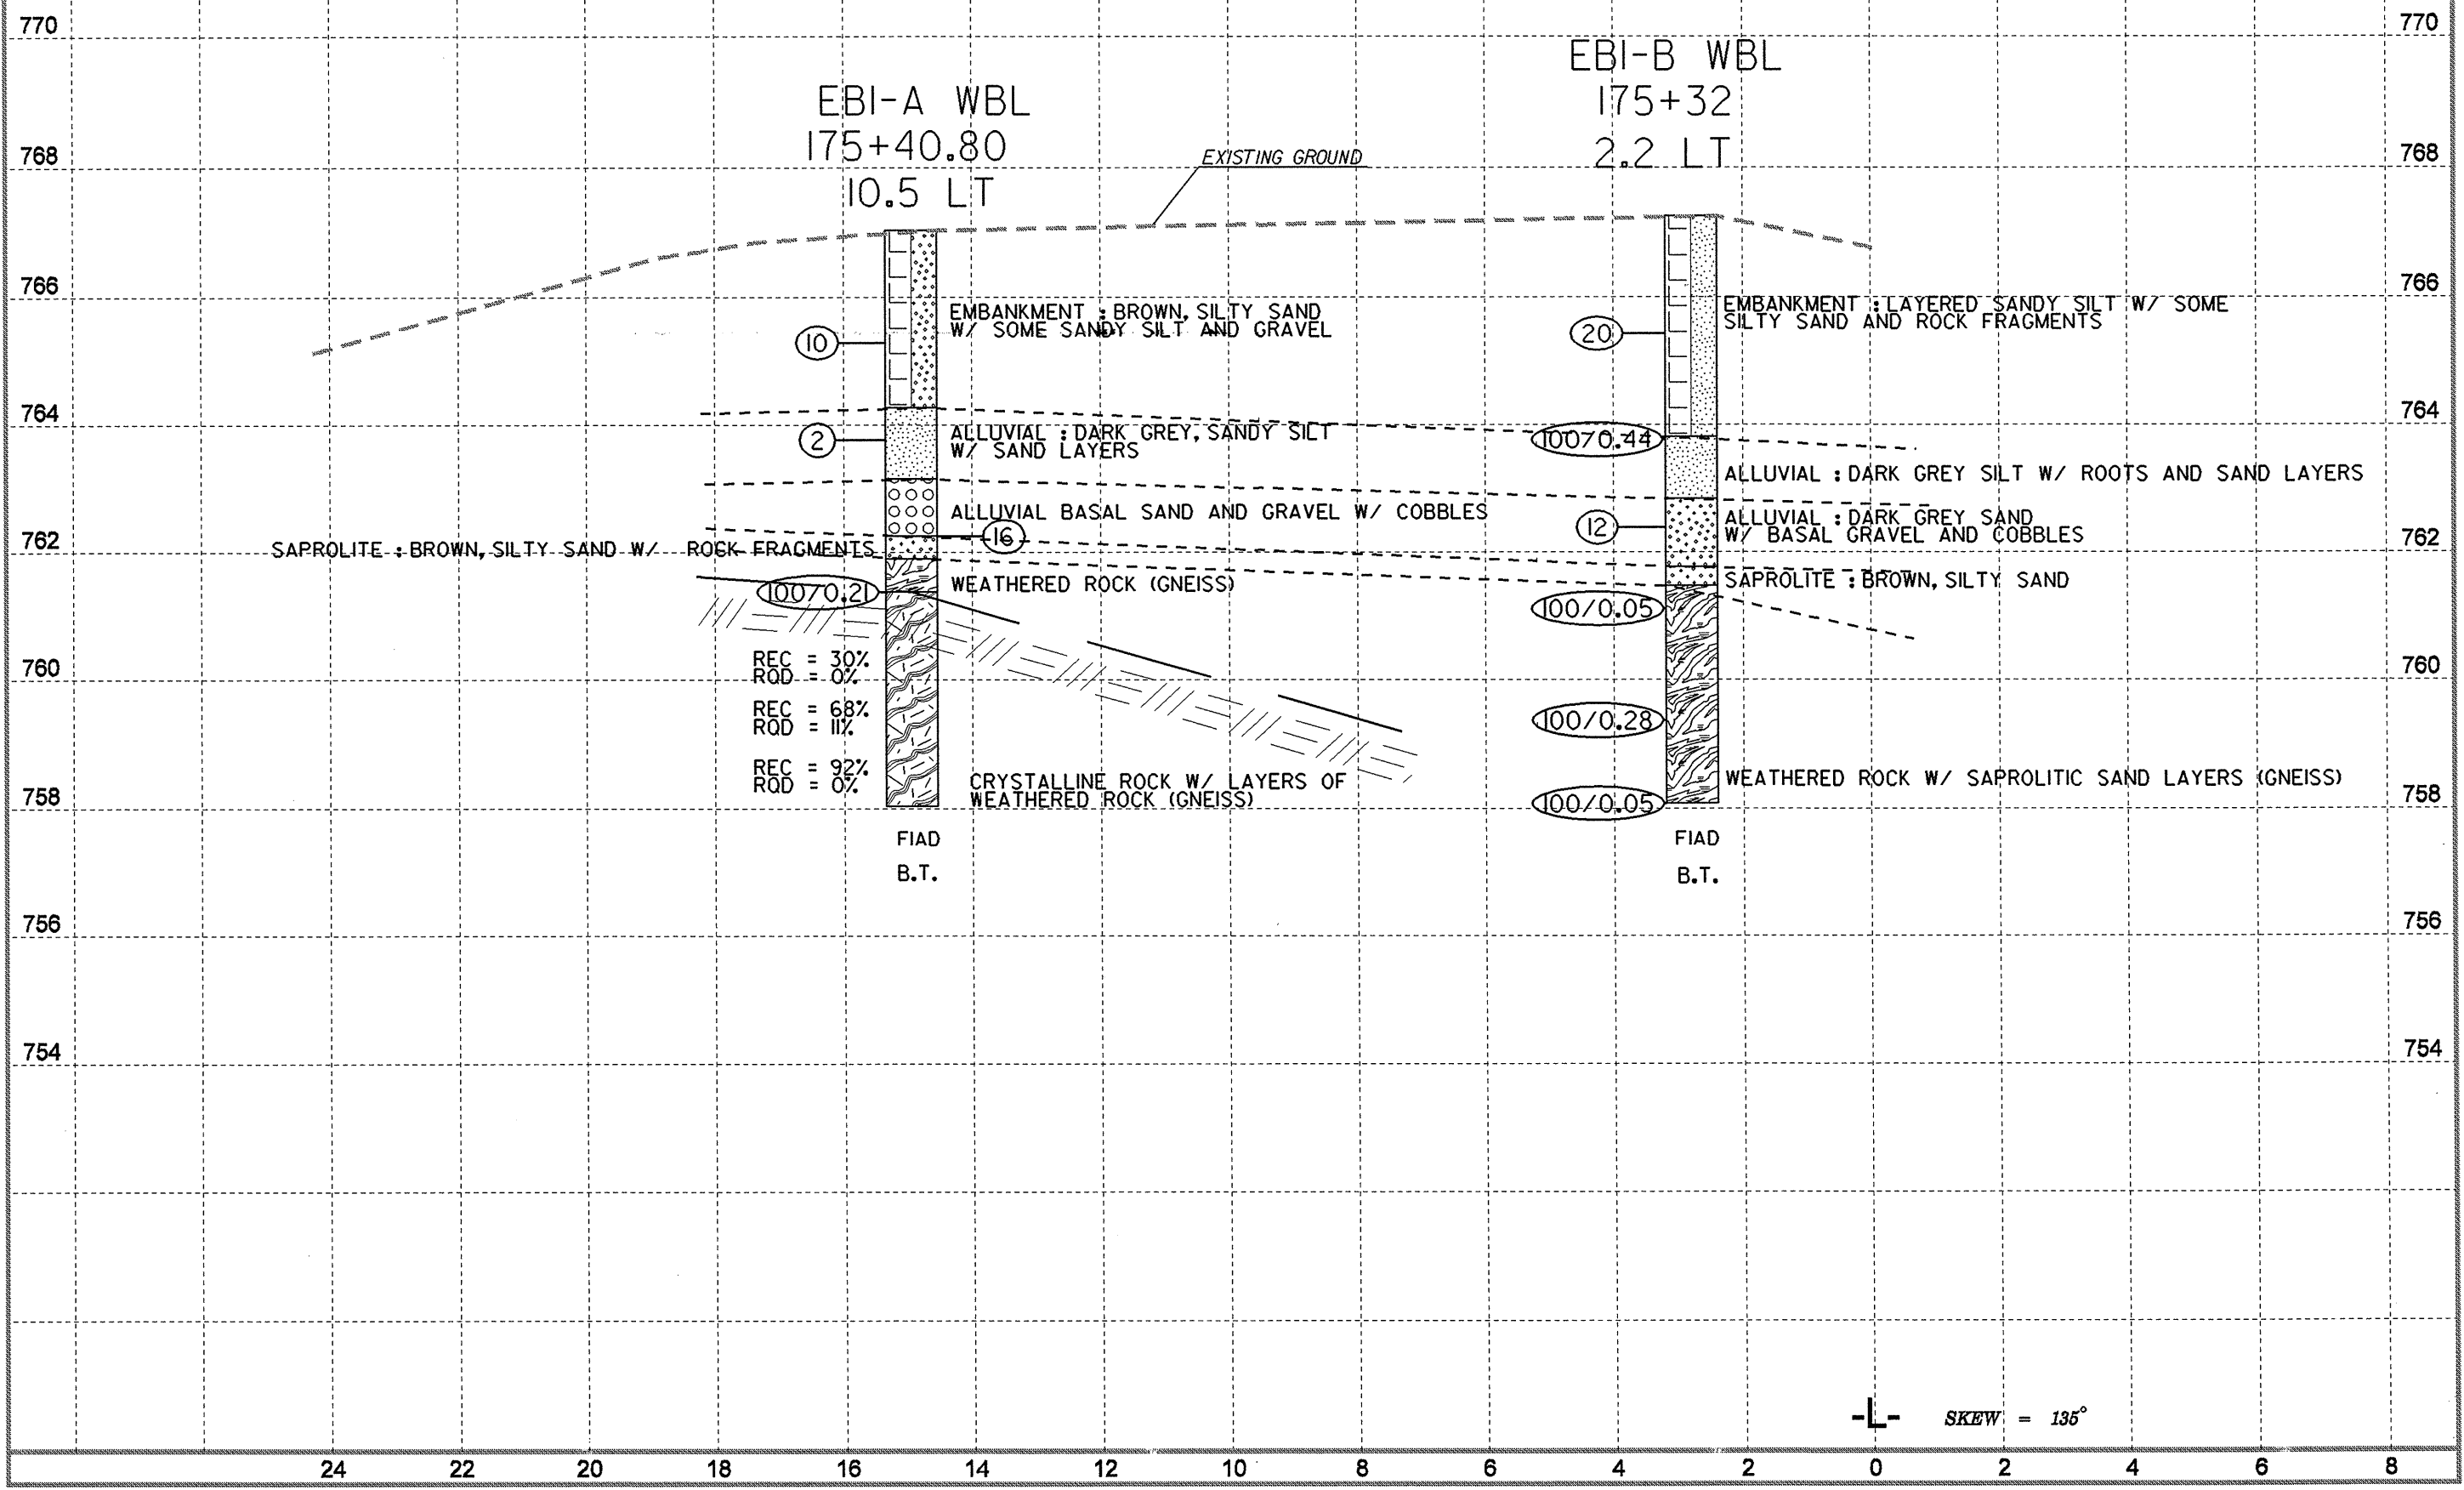 770
770
EBI-B WBL
175+32
2.2 LT
EBI-A WBL
175+40.80
10.5 LT
EXISTING GROUND
768
768
766
766
EMBANKMENT : BROWN, SILTY SAND
W/ SOME SANDY SILT AND GRAVEL
10
EMBANKMENT : LAYERED SANDY SILT W/ SOME
SILTY SAND AND ROCK FRAGMENTS
20
764
764
2
ALLUVIAL : DARK GREY, SANDY SILT
W/ SAND LAYERS
100/0.44
ALLUVIAL : DARK GREY SILT W/ ROOTS AND SAND LAYERS
ALLUVIAL BASAL SAND AND GRAVEL W/ COBBLES
16
12
ALLUVIAL : DARK GREY SAND
W/ BASAL GRAVEL AND COBBLES
762
762
SAPROLITE : BROWN, SILTY SAND W/ ROCK FRAGMENTS
WEATHERED ROCK (GNEISS)
100/0.21
SAPROLITE : BROWN, SILTY SAND
100/0.05
760
760
REC = 30%
RQD = 0%
REC = 68%
RQD = 11%
REC = 92%
RQD = 0%
100/0.28
CRYSTALLINE ROCK W/ LAYERS OF
WEATHERED ROCK (GNEISS)
WEATHERED ROCK W/ SAPROLITIC SAND LAYERS (GNEISS)
100/0.05
758
758
FIAD
B.T.
FIAD
B.T.
756
756
754
754
-L- SKEW = 135°
24 22 20 18 16 14 12 10 8 6 4 2 0 2 4 6 8